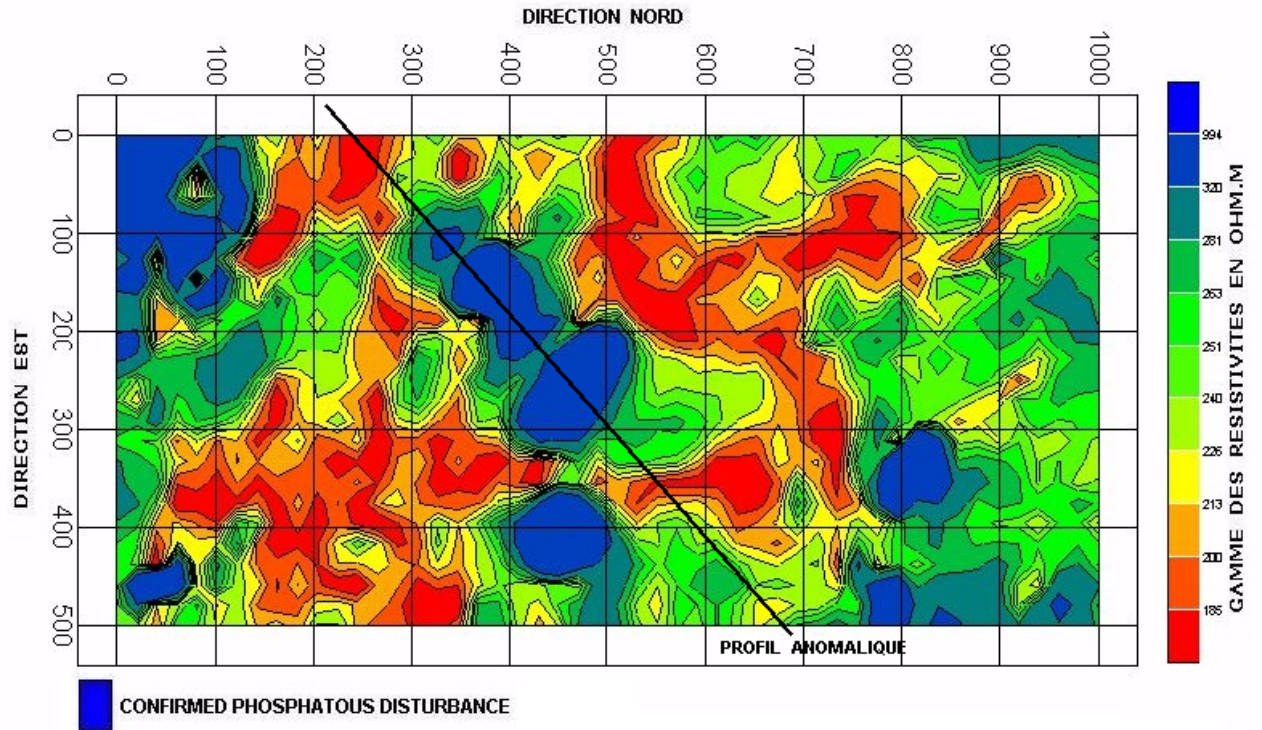 DIRECTION NORD
0 100 200 300 400 500 600 700 800 900 1000
DIRECTION EST
0
100
200
300
400
5000
994
320
281
263
251
240
226
213
200
185
GAMME DES RESISTIVITES EN OHM.M
PROFIL ANOMALIQUE
CONFIRMED PHOSPHATOUS DISTURBANCE